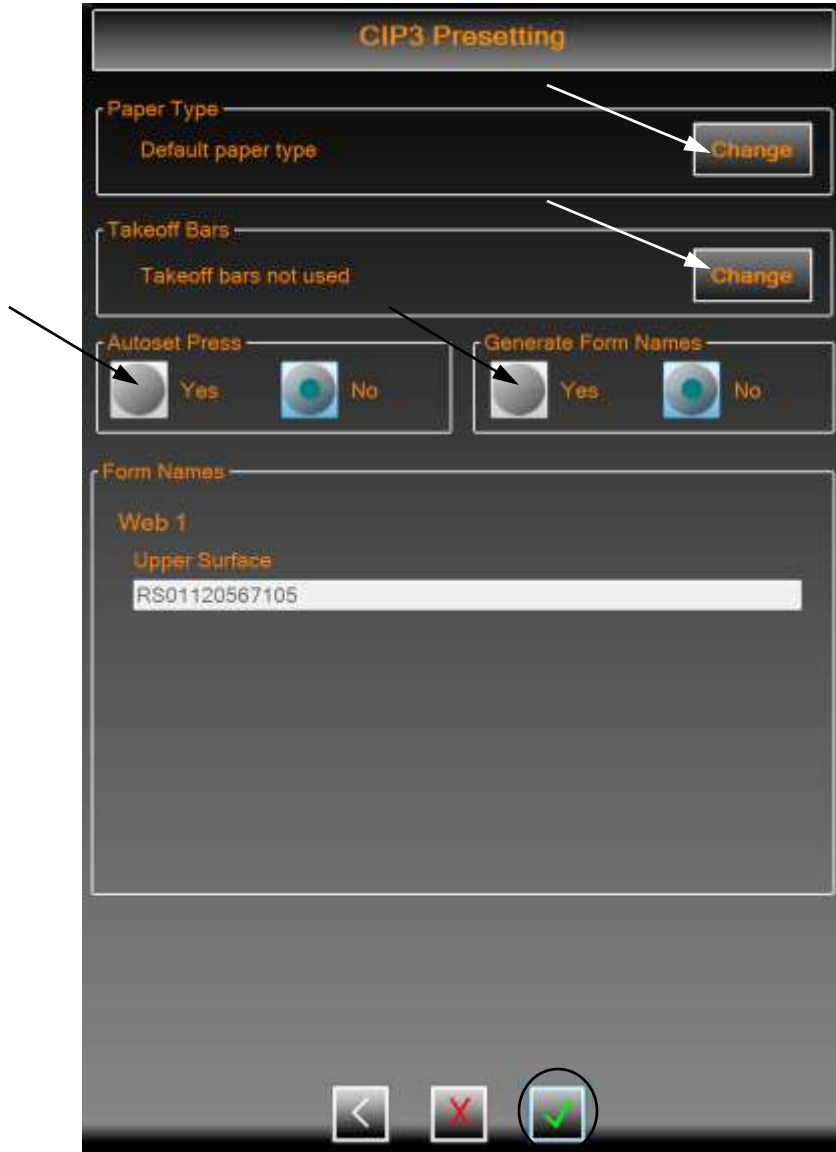 CIP3 Presetting
Paper Type
Default paper type
Change
Takeoff Bars
Takeoff bars not used
Change
Autoset Press
Yes
No
Generate Form Names
Yes
No
Form Names
Web 1
Upper Surface
RS01120567105